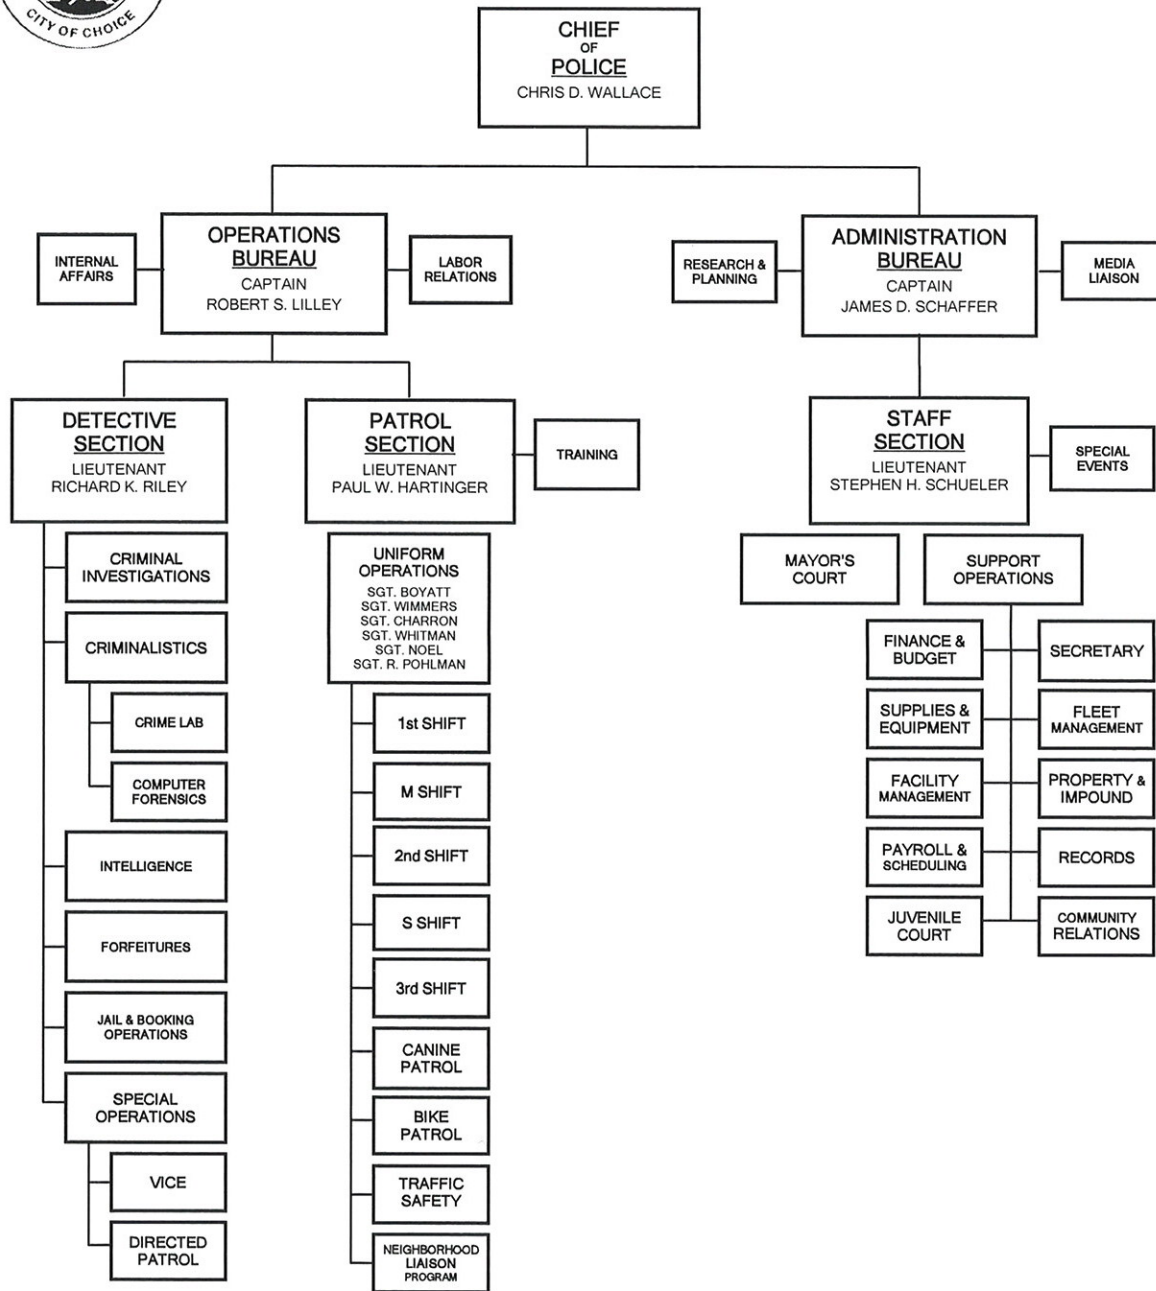 CITY OF CHOICE
CHIEF
OF
POLICE
CHRIS D. WALLACE
OPERATIONS
BUREAU
CAPTAIN
ROBERT S. LILLEY
INTERNAL
AFFAIRS
LABOR
RELATIONS
ADMINISTRATION
BUREAU
CAPTAIN
JAMES D. SCHAFFER
RESEARCH &
PLANNING
MEDIA
LIAISON
DETECTIVE
SECTION
LIEUTENANT
RICHARD K. RILEY
PATROL
SECTION
LIEUTENANT
PAUL W. HARTINGER
TRAINING
STAFF
SECTION
LIEUTENANT
STEPHEN H. SCHUELER
SPECIAL
EVENTS
CRIMINAL
INVESTIGATIONS
CRIMINALISTICS
CRIME LAB
COMPUTER
FORENSICS
INTELLIGENCE
FORFEITURES
JAIL & BOOKING
OPERATIONS
SPECIAL
OPERATIONS
VICE
DIRECTED
PATROL
UNIFORM
OPERATIONS
SGT. BOYATT
SGT. WIMMERS
SGT. CHARRON
SGT. WHITMAN
SGT. NOEL
SGT. R. POHLMAN
1st SHIFT
M SHIFT
2nd SHIFT
S SHIFT
3rd SHIFT
CANINE
PATROL
BIKE
PATROL
TRAFFIC
SAFETY
NEIGHBORHOOD
LIAISON
PROGRAM
MAYOR'S
COURT
SUPPORT
OPERATIONS
FINANCE &
BUDGET
SECRETARY
SUPPLIES &
EQUIPMENT
FLEET
MANAGEMENT
FACILITY
MANAGEMENT
PROPERTY &
IMPOUND
PAYROLL &
SCHEDULING
RECORDS
JUVENILE
COURT
COMMUNITY
RELATIONS